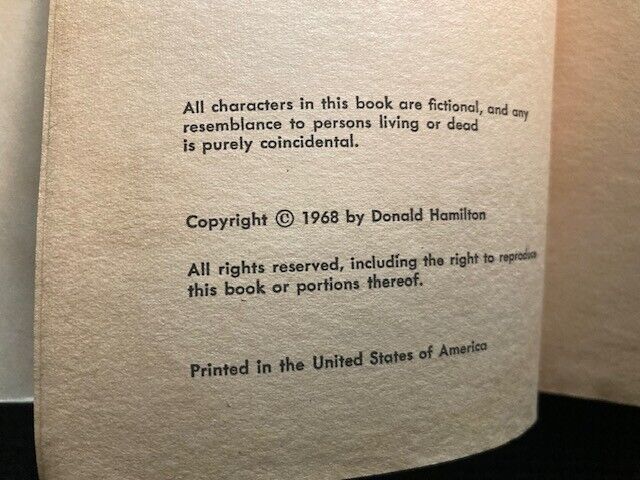 All characters in this book are fictional, and any
resemblance to persons living or dead
is purely coincidental.
Copyright © 1968 by Donald Hamilton
All rights reserved, including the right to reproduce
this book or portions thereof.
Printed in the United States of America